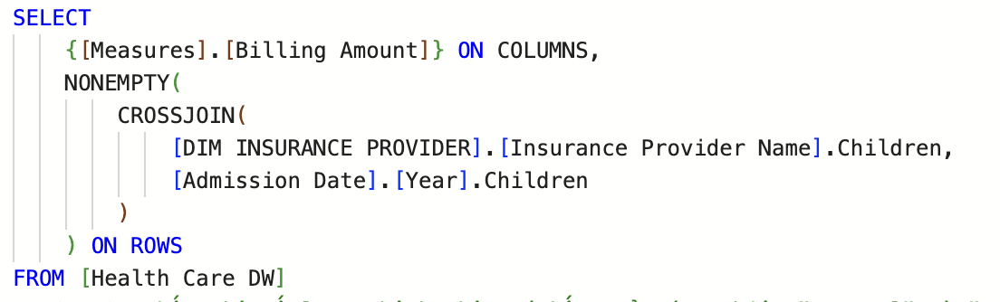 SELECT
{[Measures].[Billing Amount]} ON COLUMNS,
NONEMPTY(
CROSSJOIN(
[DIM INSURANCE PROVIDER].[Insurance Provider Name].Children,
[Admission Date].[Year].Children
)
) ON ROWS
FROM [Health Care DW]